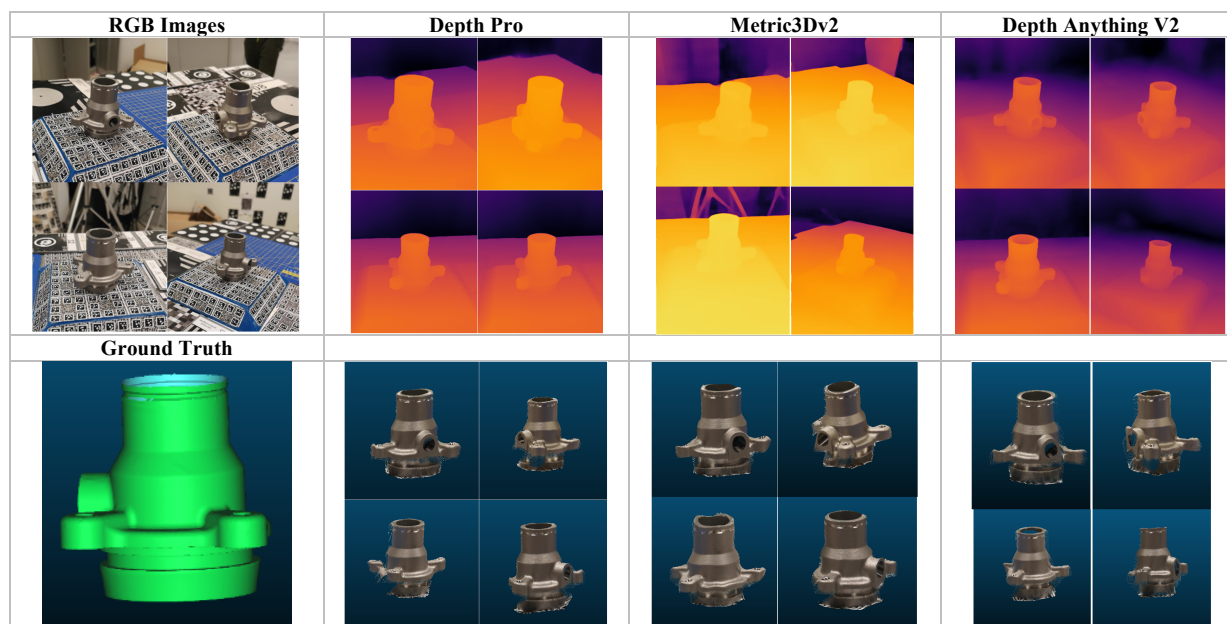 RGB Images
Depth Pro
Metric3Dv2
Depth Anything V2
Ground Truth